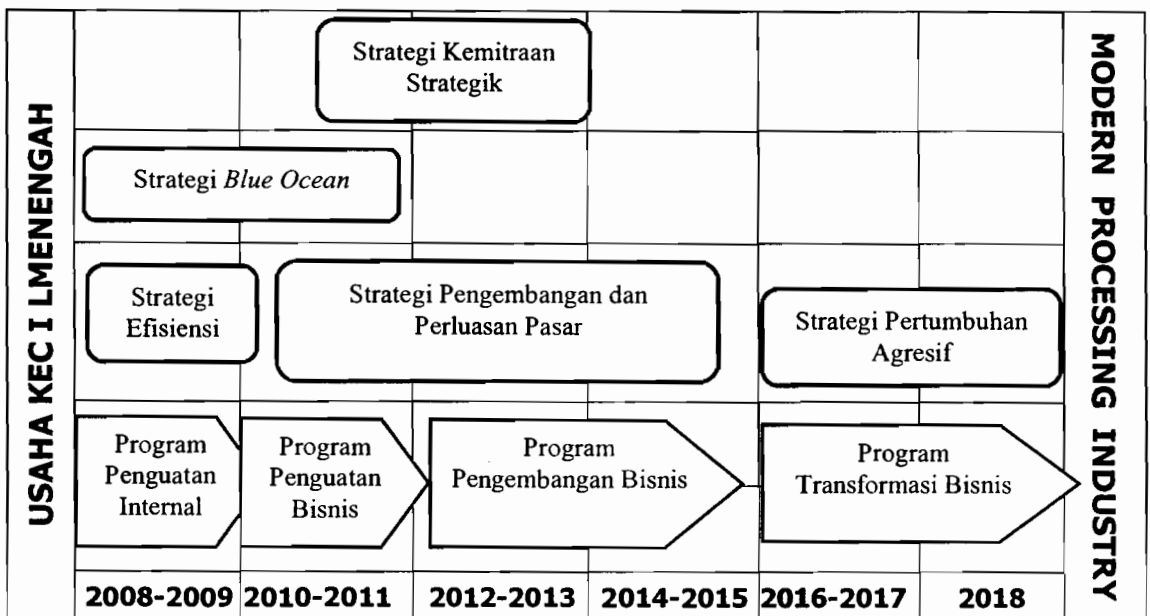 USAHA KEC I LMENENGAH
Strategi Kemitraan
Strategik
Strategi Blue Ocean
Strategi
Efisiensi
Strategi Pengembangan dan
Perluasan Pasar
Strategi Pertumbuhan
Agresif
Program
Penguatan
Internal
Program
Penguatan
Bisnis
Program
Pengembangan Bisnis
Program
Transformasi Bisnis
2008-2009
2010-2011
2012-2013
2014-2015
2016-2017
2018
MODERN PROCESSING INDUSTRY